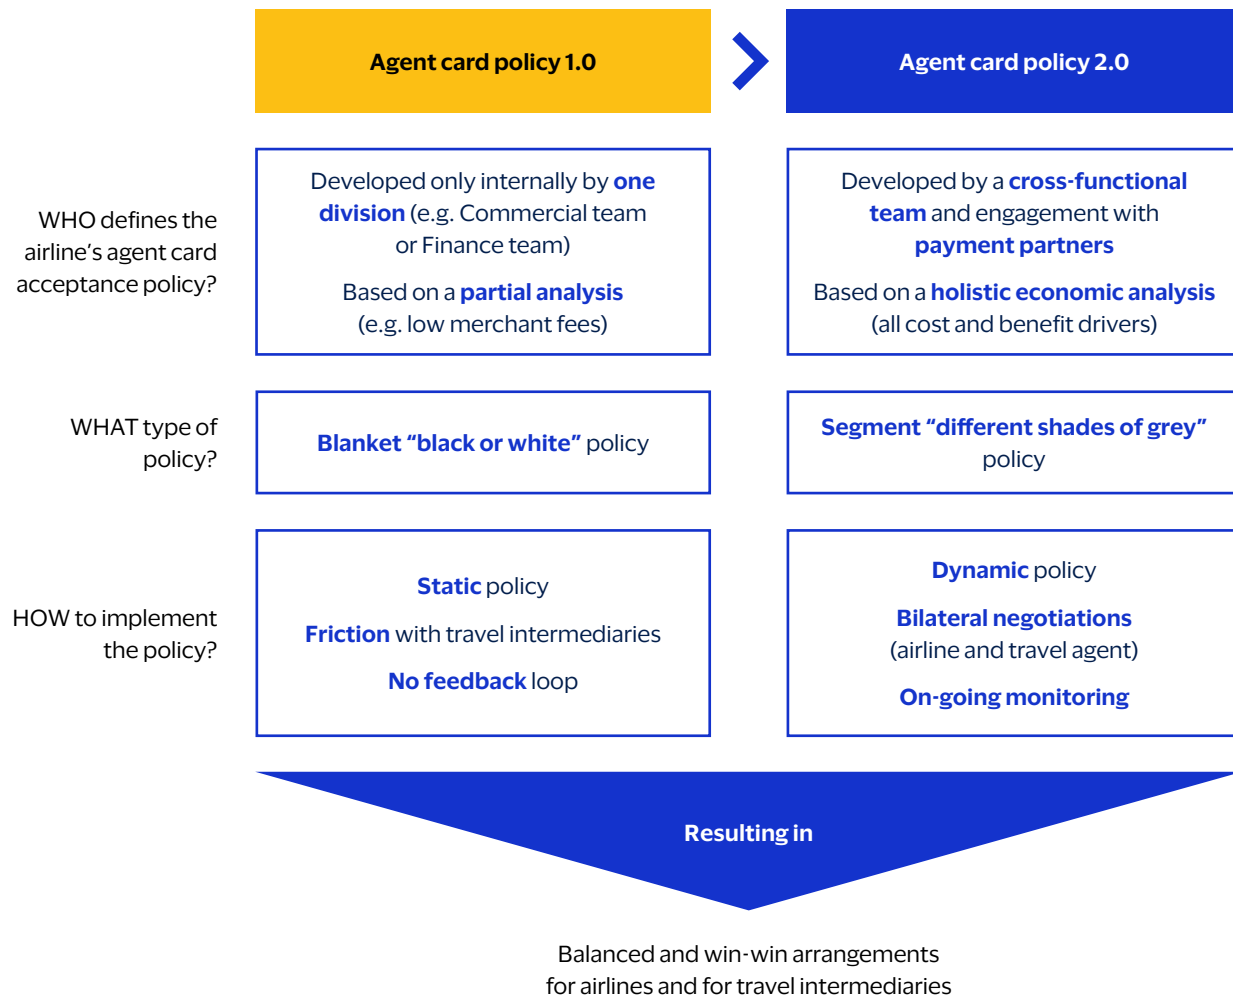 Agent card policy 1.0
Agent card policy 2.0
WHO defines the
airline's agent card
acceptance policy?
Developed only internally by one
division (e.g. Commercial team
or Finance team)
Based on a partial analysis
(e.g. low merchant fees)
Developed by a cross-functional
team and engagement with
payment partners
Based on a holistic economic analysis
(all cost and benefit drivers)
WHAT type of
policy?
Blanket “black or white” policy
Segment “different shades of grey”
policy
HOW to implement
the policy?
Static policy
Friction with travel intermediaries
No feedback loop
Dynamic policy
Bilateral negotiations
(airline and travel agent)
On-going monitoring
Resulting in
Balanced and win-win arrangements
for airlines and for travel intermediaries